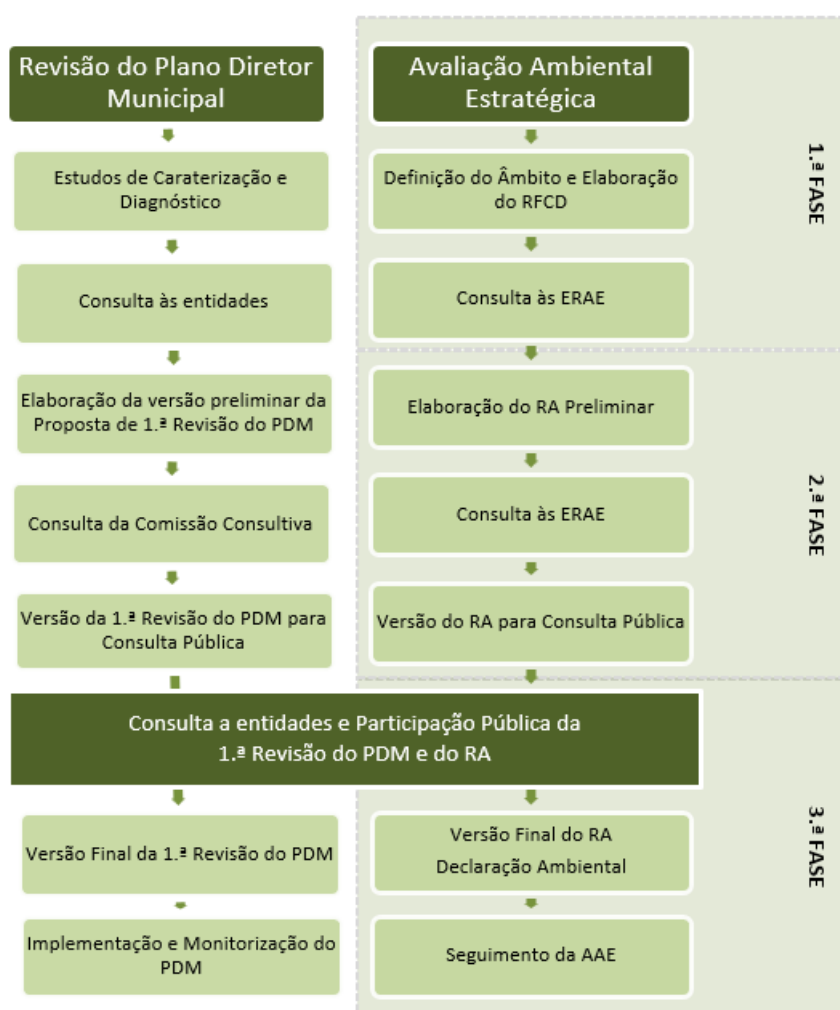 Revisão do Plano Diretor
Municipal
Avaliação Ambiental
Estratégica
1.ª FASE
Estudos de Caraterização e
Diagnóstico
Definição do Âmbito e Elaboração
do RFCD
Consulta às entidades
Consulta às ERAE
Elaboração da versão preliminar da
Proposta de 1.ª Revisão do PDM
Elaboração do RA Preliminar
2.ª FASE
Consulta da Comissão Consultiva
Consulta às ERAE
Versão da 1.ª Revisão do PDM para
Consulta Pública
Versão do RA para Consulta Pública
Consulta a entidades e Participação Pública da
1.ª Revisão do PDM e do RA
3.ª FASE
Versão Final da 1.ª Revisão do PDM
Versão Final do RA
Declaração Ambiental
Implementação e Monitorização do
PDM
Seguimento da AAE